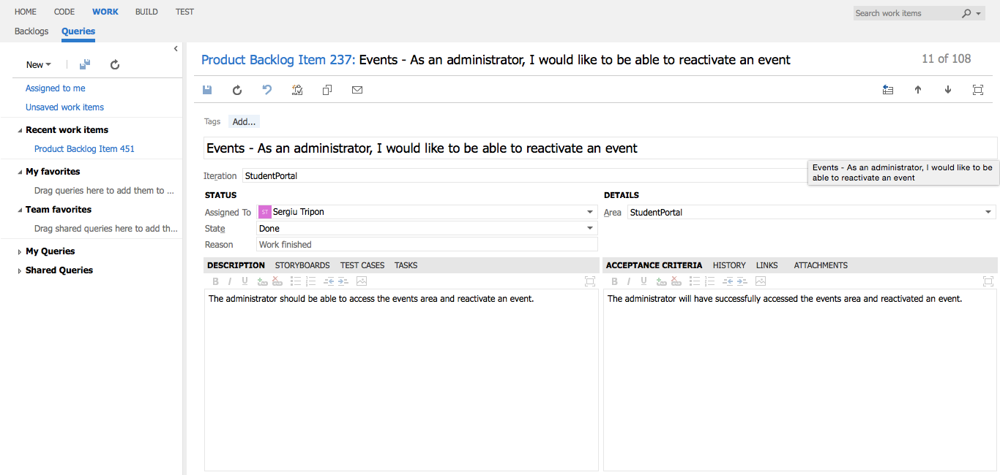 HOME CODE WORK BUILD TEST
Search work items
Backlogs Queries
New
Assigned to me
Unsaved work items
Recent work items
Product Backlog Item 451
My favorites
Drag queries here to add them to ...
Team favorites
Drag shared queries here to add th...
My Queries
Shared Queries
Product Backlog Item 237: Events - As an administrator, I would like to be able to reactivate an event
11 of 108
Tags Add...
Events - As an administrator, I would like to be able to reactivate an event
Events - As an administrator, I would like to be
able to reactivate an event
Iteration StudentPortal
STATUS
Assigned To ST Sergiu Tripon
State Done
Reason Work finished
DETAILS
Area StudentPortal
DESCRIPTION STORYBOARDS TEST CASES TASKS
B I U
The administrator should be able to access the events area and reactivate an event.
ACCEPTANCE CRITERIA HISTORY LINKS ATTACHMENTS
B I U
The administrator will have successfully accessed the events area and reactivated an event.